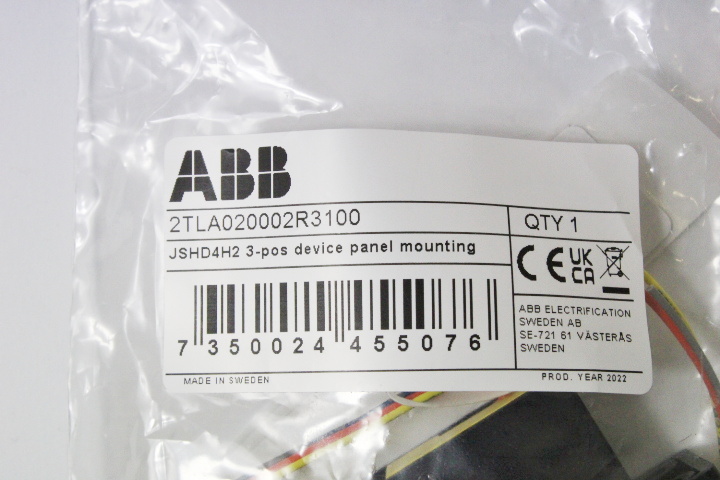 ABB
2TLA020002R3100
QTY 1
JSHD4H2 3-pos device panel mounting
CE UK CA
7 350024 455076
ABB ELECTRIFICATION
SWEDEN AB
SE-721 61 VÄSTERÅS
SWEDEN
MADE IN SWEDEN
PROD. YEAR 2022